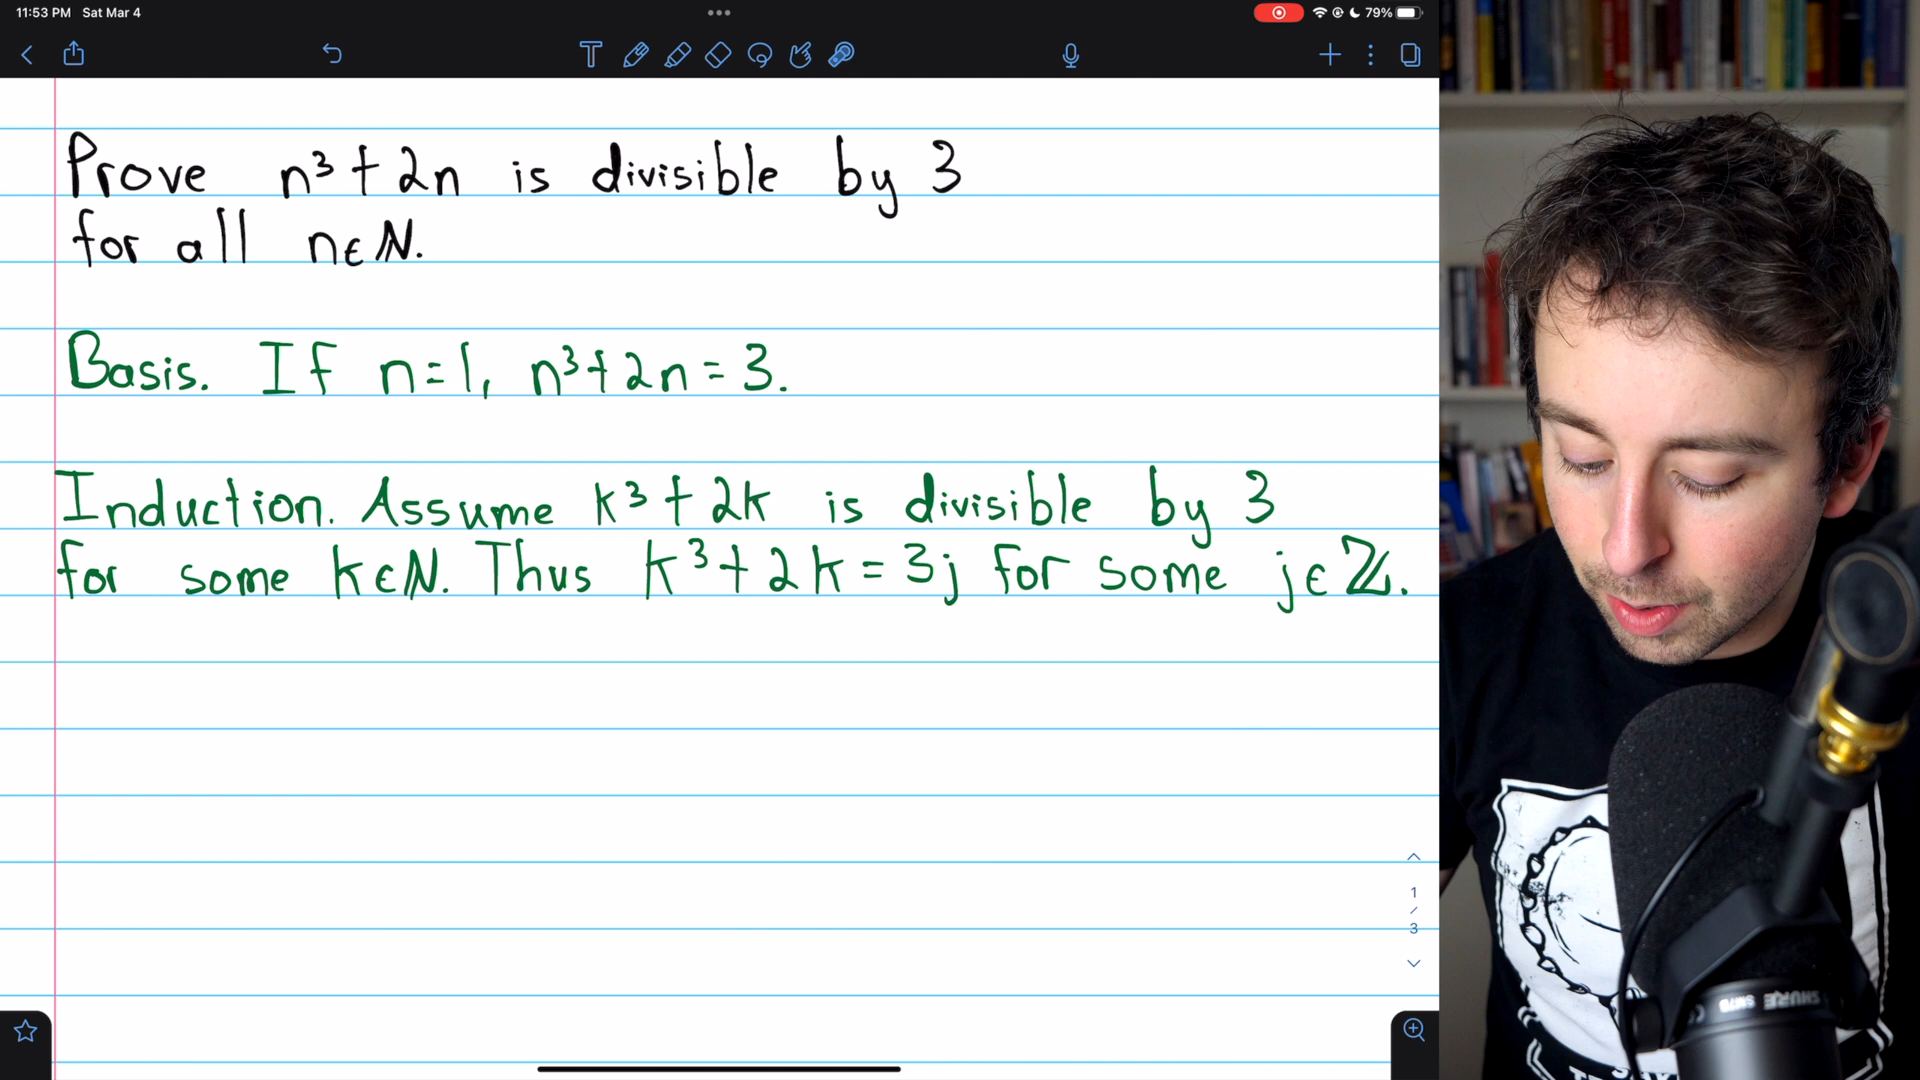 11:53 PM Sat Mar 4
79%
Prove n³+2n is divisible by 3
for all n∈ℕ.
Basis. If n=1, n³+2n=3.
Induction. Assume k³+2k is divisible by 3
for some k∈ℕ. Thus k³+2k=3j for some j∈ℤ.
1
/
3
SHURE SM7B